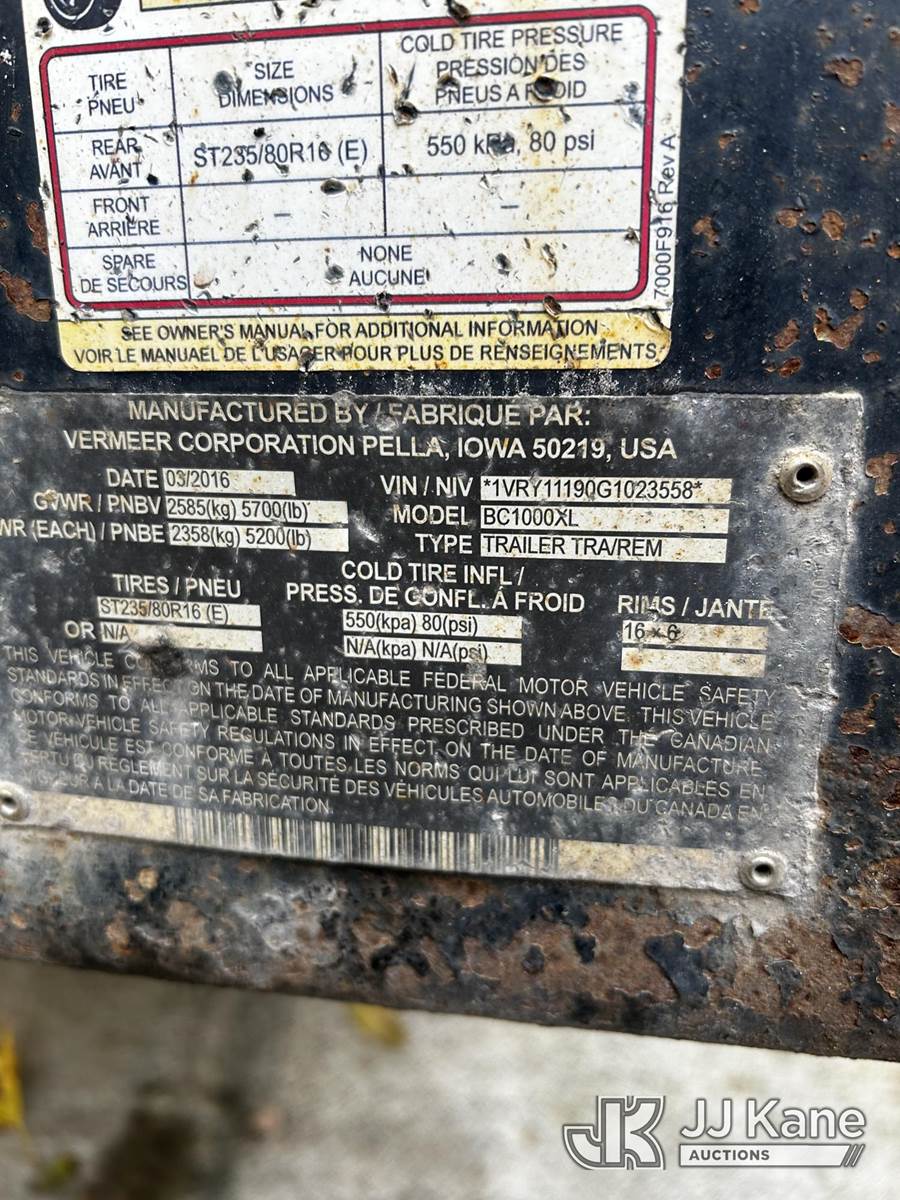 TIRE PNEU SIZE DIMENSIONS COLD TIRE PRESSURE PRESSION DES PNEUS A FROID
REAR AVANT ST235/80R16 (E) 550 kPa, 80 psi
FRONT ARRIERE – –
SPARE DE SECOURS NONE AUCUNE
7000F916 Rev A
SEE OWNER'S MANUAL FOR ADDITIONAL INFORMATION
VOIR LE MANUAEL DE L'USAGER POUR PLUS DE RENSEIGNEMENTS
MANUFACTURED BY / FABRIQUE PAR:
VERMEER CORPORATION PELLA, IOWA 50219, USA
DATE 03/2016 VIN / NIV *1VRY11190G1023558*
GVWR / PNBV 2585(kg) 5700(lb) MODEL BC1000XL
WR (EACH) / PNBE 2358(kg) 5200(lb) TYPE TRAILER TRA/REM
TIRES / PNEU COLD TIRE INFL / PRESS. DE CONFL. Á FROID RIMS / JANTE
ST235/80R16 (E) 550(kpa) 80(psi) 16 x 6
OR N/A N/A(kpa) N/A(psi)
THIS VEHICLE CONFORMS TO ALL APPLICABLE FEDERAL MOTOR VEHICLE SAFETY
STANDARDS IN EFFECT ON THE DATE OF MANUFACTURING SHOWN ABOVE. THIS VEHICLE
CONFORMS TO ALL APPLICABLE STANDARDS PRESCRIBED UNDER THE CANADIAN
MOTOR VEHICLE SAFETY REGULATIONS IN EFFECT ON THE DATE OF MANUFACTURE
CE VEHICULE EST CONFORME A TOUTES LES NORMS QUI LUI SONT APPLICABLES EN
VERTU DU REGLEMENT SUR LA SÉCURITÉ DES VÉHICULES AUTOMOBILES DU CANADA EN
VIGUEUR A LA DATE DE SA FABRICATION.
JK JJ Kane
AUCTIONS